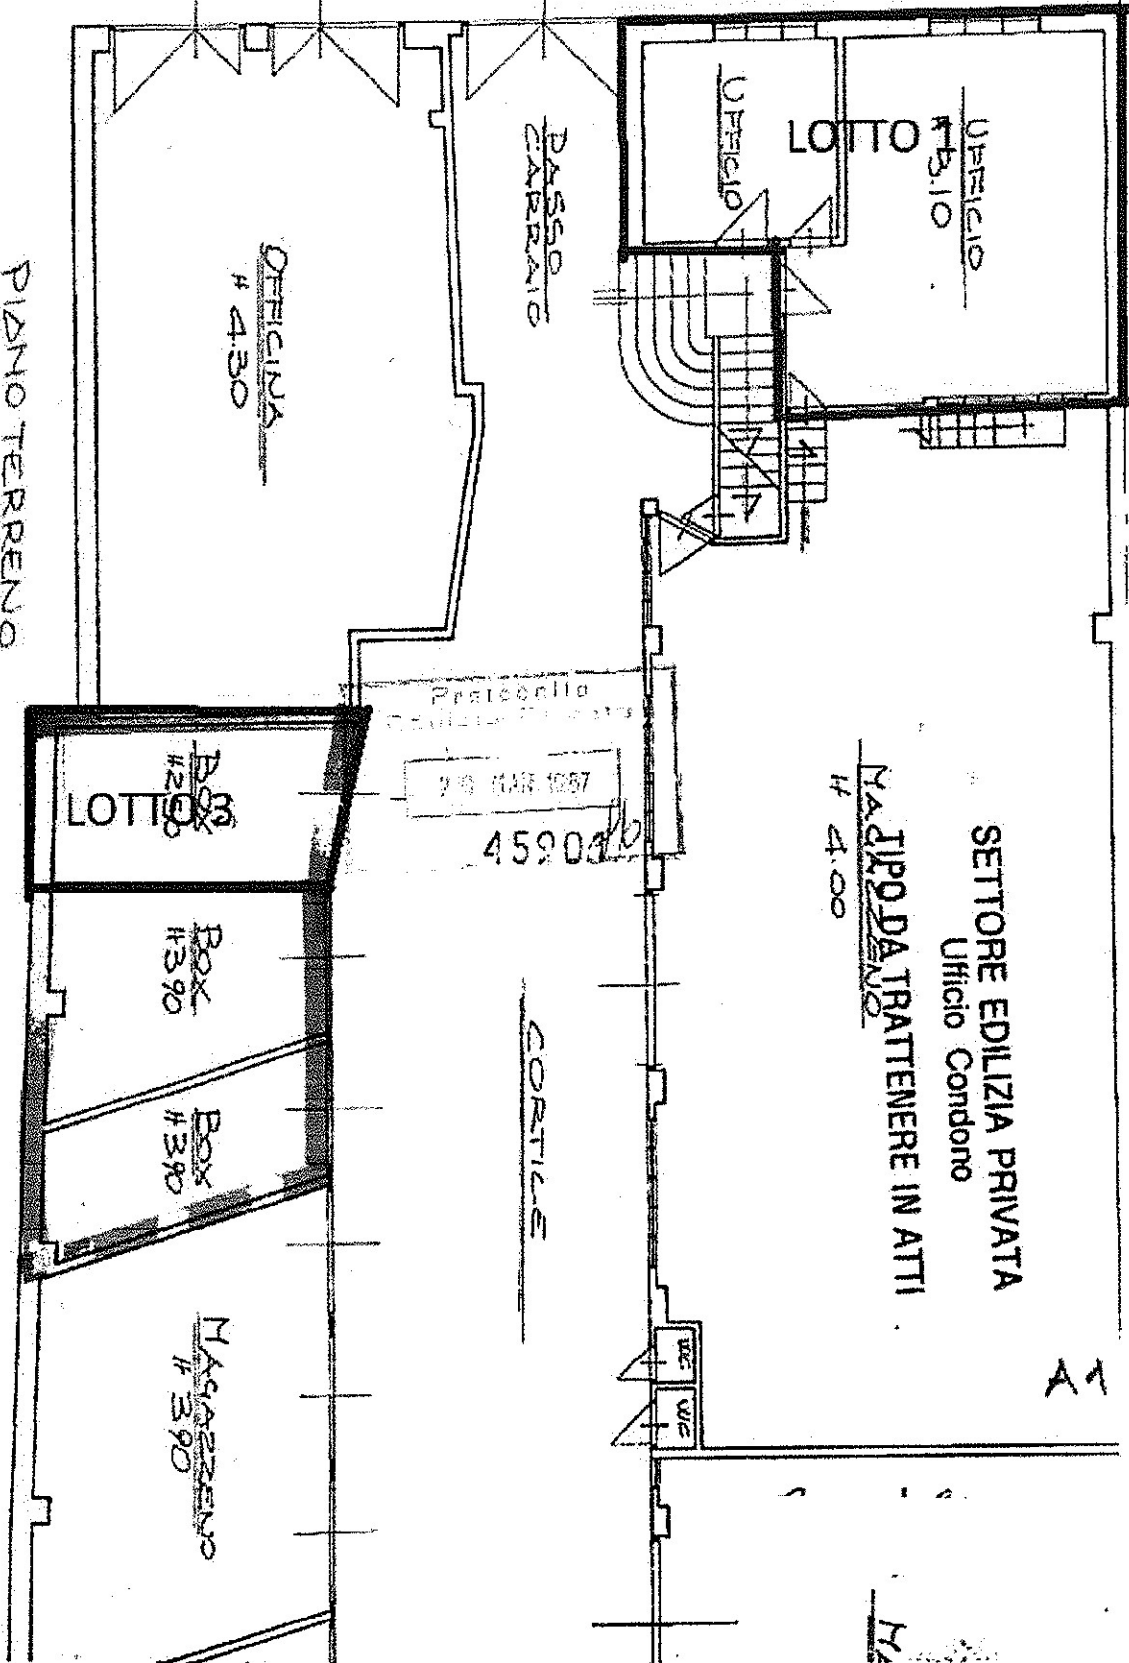 UFFICIO
UFFICIO
H 3.10
LOTTO 1
PASSO
CARRAIO
OFFICINA
H 4.30
PIANO TERRENO
Protocollo
1987
4590
BOX
LOTTO 3
MAGAZZENO
H 4.00
SETTORE EDILIZIA PRIVATA
Ufficio Condono
TIPO DA TRATTENERE IN ATTI
BOX
H 3.90
CORTILE
BOX
H 3.90
MAGAZZENO
H 3.90
WC
WC
A1